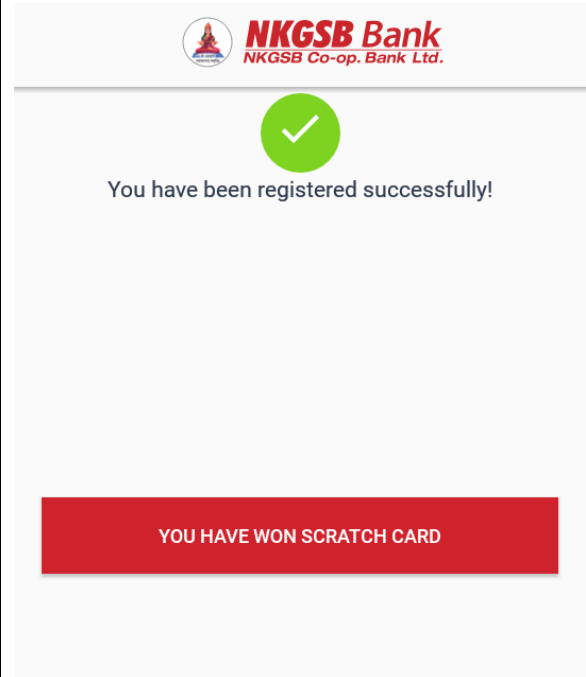 NKGSB Bank
NKGSB Co-op. Bank Ltd.
You have been registered successfully!
YOU HAVE WON SCRATCH CARD